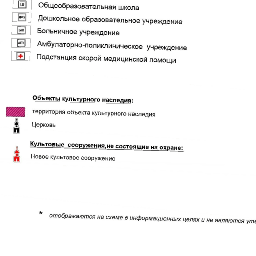 Общеобразовательная школа
Дошкольное образовательное учреждение
Больничное учреждение
Амбулаторно-поликлиническое учреждение
Подстанция скорой медицинской помощи
Объекты культурного наследия:
территория объекта культурного наследия
Церковь
Культовые сооружения, не состоящие на охране:
Новое культовое сооружение
* отображаются на схеме в информационных целях и не являются